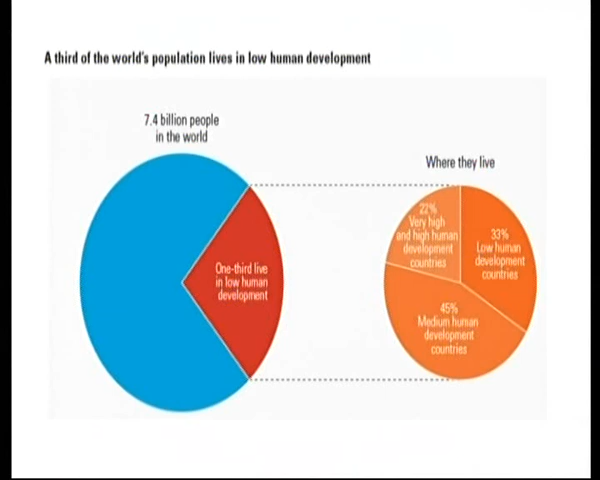 A third of the world's population lives in low human development
7.4 billion people
in the world
Where they live
One-third live
in low human
development
22%
Very high
and high human
development
countries
33%
Low human
development
countries
45%
Medium human
development
countries